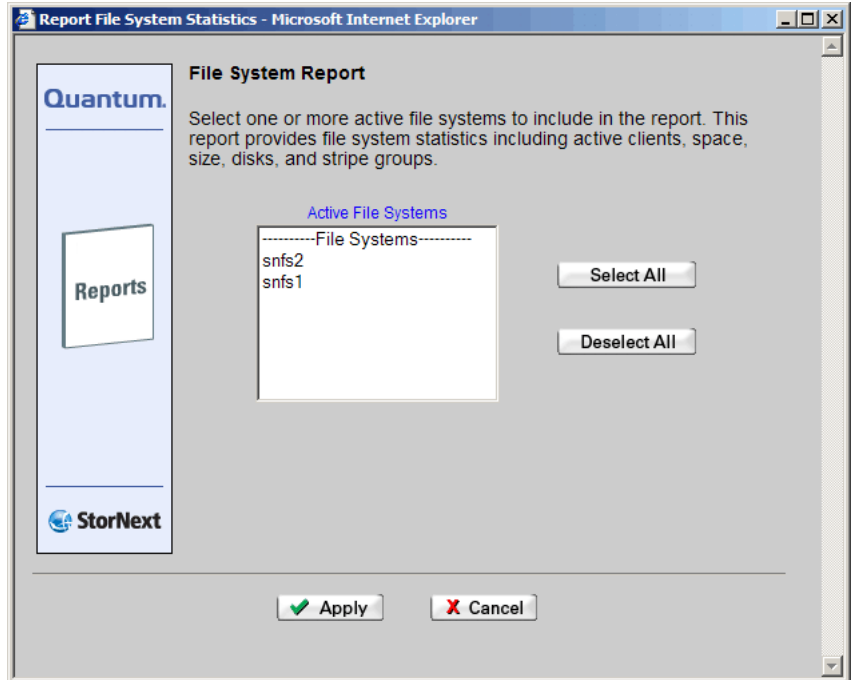 Report File System Statistics - Microsoft Internet Explorer
Quantum.
File System Report
Select one or more active file systems to include in the report. This
report provides file system statistics including active clients, space,
size, disks, and stripe groups.
Active File Systems
----------File Systems----------
snfs2
snfs1
Select All
Deselect All
Reports
StorNext
Apply
X Cancel